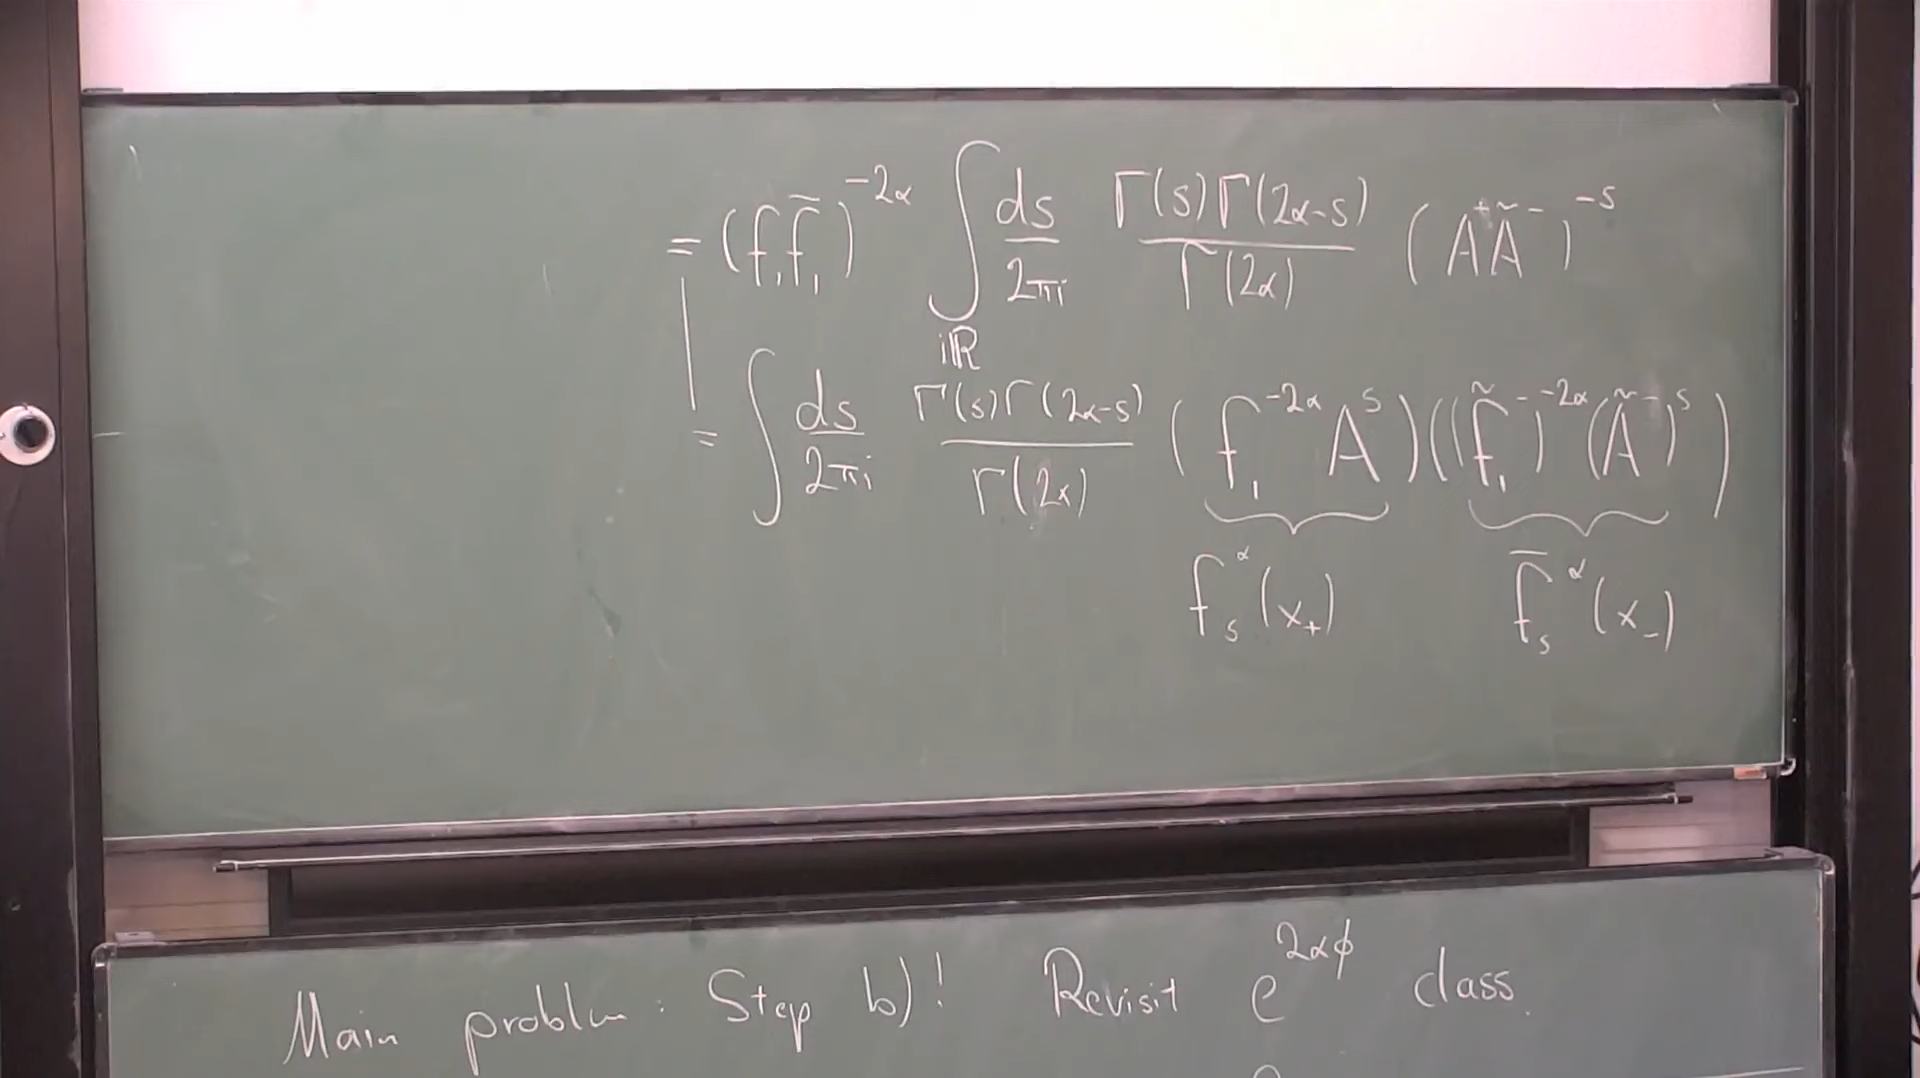 = (f₁ f̄₁)^{-2α} ∫_{iℝ} ds/2πi Γ(s)Γ(2α-s)/Γ(2α) (A⁺Ã⁻)^{-s}
= ∫ ds/2πi Γ(s)Γ(2α-s)/Γ(2α) (f₁^{-2α} A^s)((f̃₁⁻)^{-2α}(Ã⁻)^s)
f_s^α(x₊) f̄_s^α(x₋)
Main problem: Step b)! Revisit e^{2αϕ} class.